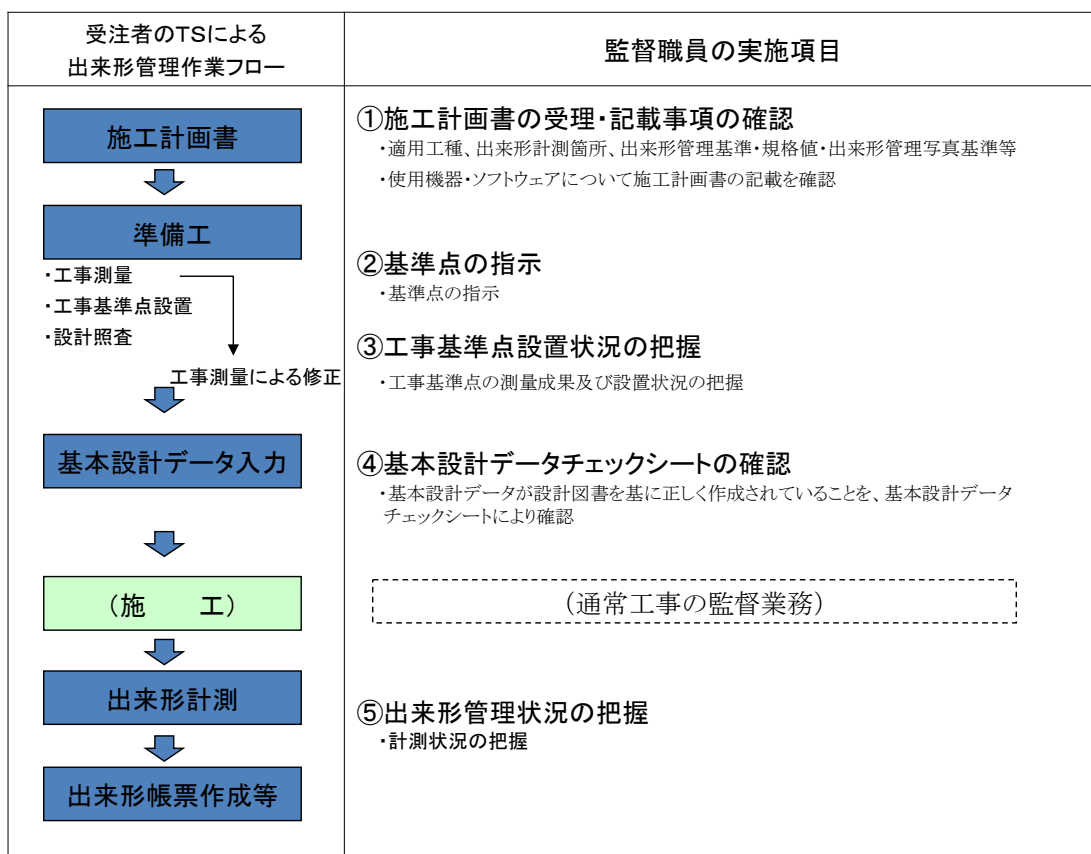 受注者のTSによる
出来形管理作業フロー
監督職員の実施項目
施工計画書
①施工計画書の受理・記載事項の確認
・適用工種、出来形計測箇所、出来形管理基準・規格値・出来形管理写真基準等
・使用機器・ソフトウェアについて施工計画書の記載を確認
準備工
・工事測量
・工事基準点設置
・設計照査
工事測量による修正
②基準点の指示
・基準点の指示
③工事基準点設置状況の把握
・工事基準点の測量成果及び設置状況の把握
基本設計データ入力
④基本設計データチェックシートの確認
・基本設計データが設計図書を基に正しく作成されていることを、基本設計データ
チェックシートにより確認
（施　工）
（通常工事の監督業務）
出来形計測
⑤出来形管理状況の把握
・計測状況の把握
出来形帳票作成等